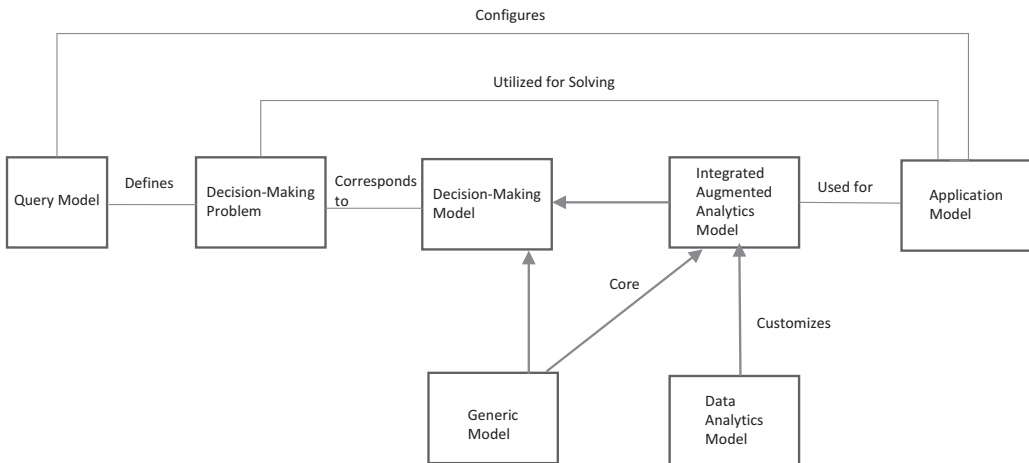 Configures
Utilized for Solving
Query Model
Defines
Decision-Making
Problem
Corresponds
to
Decision-Making
Model
Integrated
Augmented
Analytics
Model
Used for
Application
Model
Core
Customizes
Generic
Model
Data
Analytics
Model